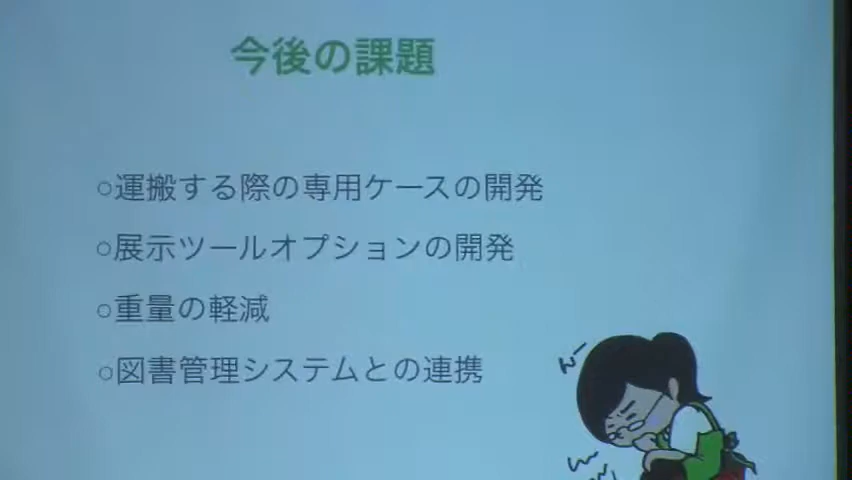 今後の課題
○運搬する際の専用ケースの開発
○展示ツールオプションの開発
○重量の軽減
○図書管理システムとの連携
んー